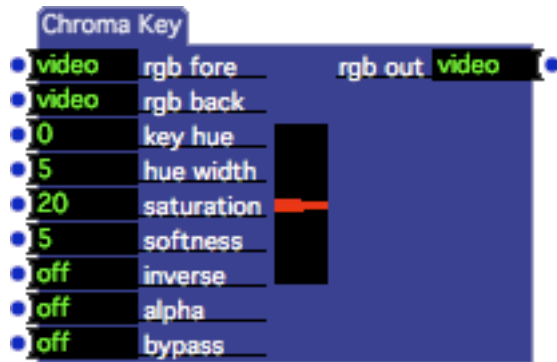 Chroma Key
video rgb fore rgb out video
video rgb back
0 key hue
5 hue width
20 saturation
5 softness
off inverse
off alpha
off bypass